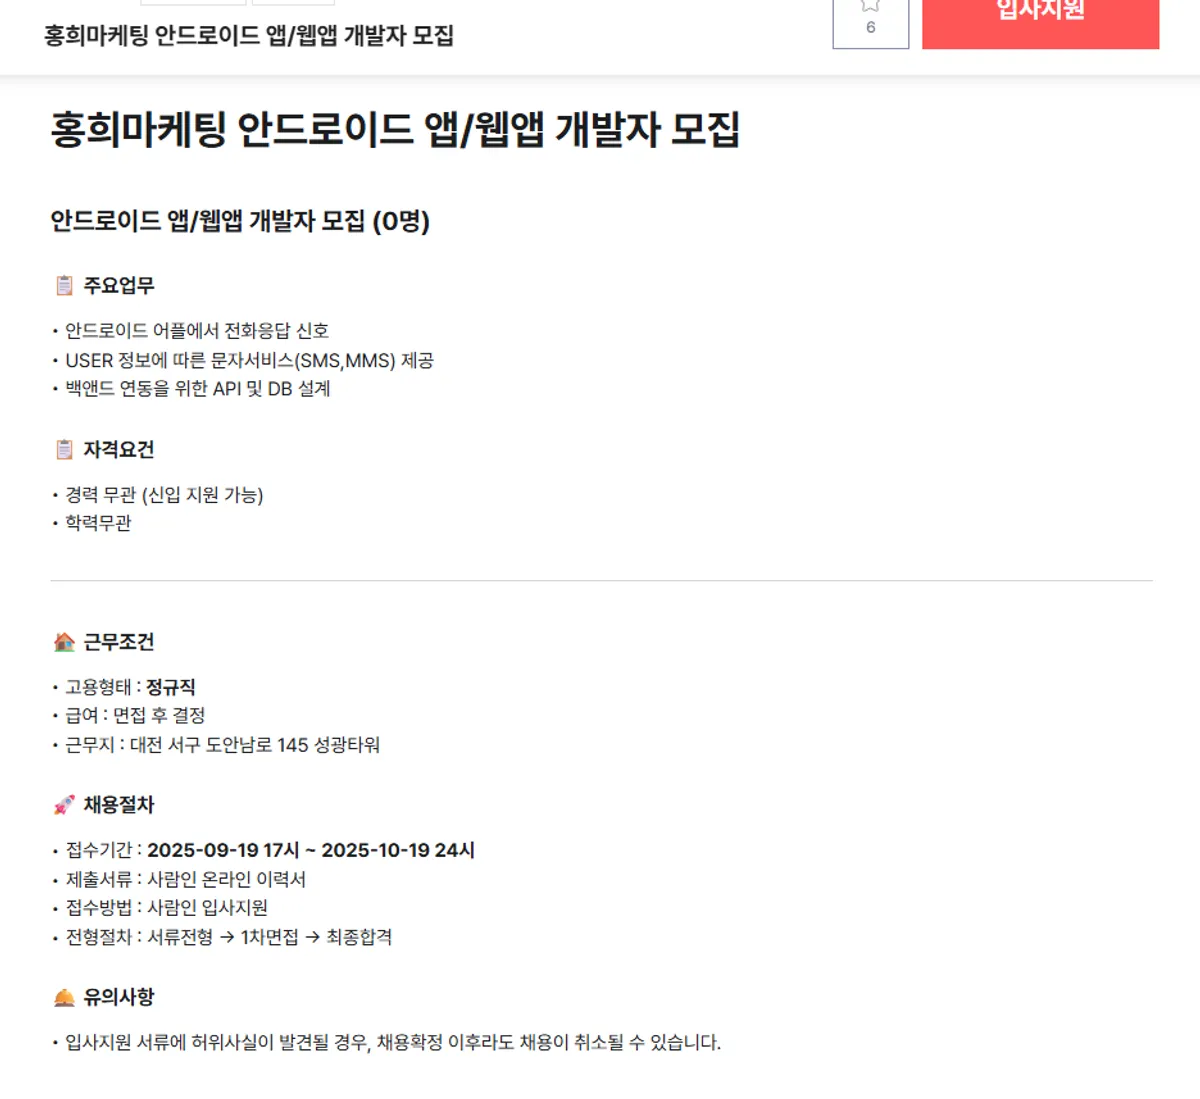 홍희마케팅 안드로이드 앱/웹앱 개발자 모집
6
입사지원
홍희마케팅 안드로이드 앱/웹앱 개발자 모집
안드로이드 앱/웹앱 개발자 모집 (0명)
📋 주요업무
• 안드로이드 어플에서 전화응답 신호
• USER 정보에 따른 문자서비스(SMS,MMS) 제공
• 백앤드 연동을 위한 API 및 DB 설계
📋 자격요건
• 경력 무관 (신입 지원 가능)
• 학력무관
🏠 근무조건
• 고용형태 : 정규직
• 급여 : 면접 후 결정
• 근무지 : 대전 서구 도안남로 145 성광타워
🚀 채용절차
• 접수기간 : 2025-09-19 17시 ~ 2025-10-19 24시
• 제출서류 : 사람인 온라인 이력서
• 접수방법 : 사람인 입사지원
• 전형절차 : 서류전형 → 1차면접 → 최종합격
🛎 유의사항
• 입사지원 서류에 허위사실이 발견될 경우, 채용확정 이후라도 채용이 취소될 수 있습니다.